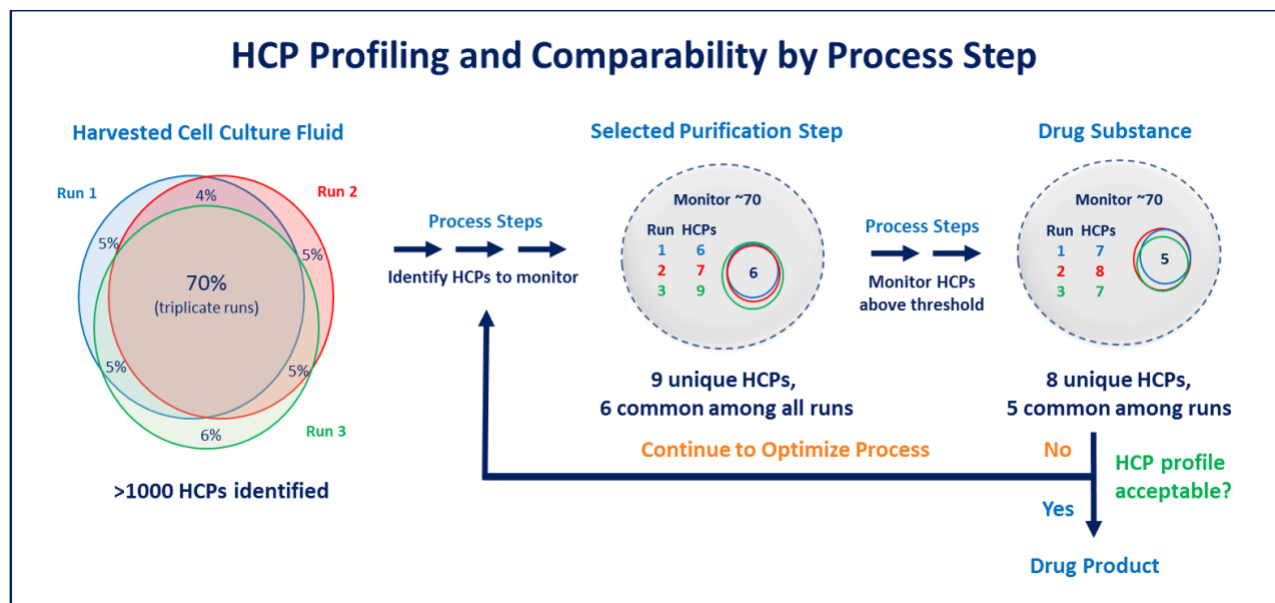 HCP Profiling and Comparability by Process Step
Harvested Cell Culture Fluid
Run 1
Run 2
4%
5%
5%
70%
(triplicate runs)
5%
5%
6%
Run 3
>1000 HCPs identified
Process Steps
Identify HCPs to monitor
Selected Purification Step
Monitor ~70
Run HCPs
1 6
2 7
3 9
6
9 unique HCPs,
6 common among all runs
Process Steps
Monitor HCPs
above threshold
Drug Substance
Monitor ~70
Run HCPs
1 7
2 8
3 7
5
8 unique HCPs,
5 common among runs
Continue to Optimize Process
No
HCP profile
acceptable?
Yes
Drug Product